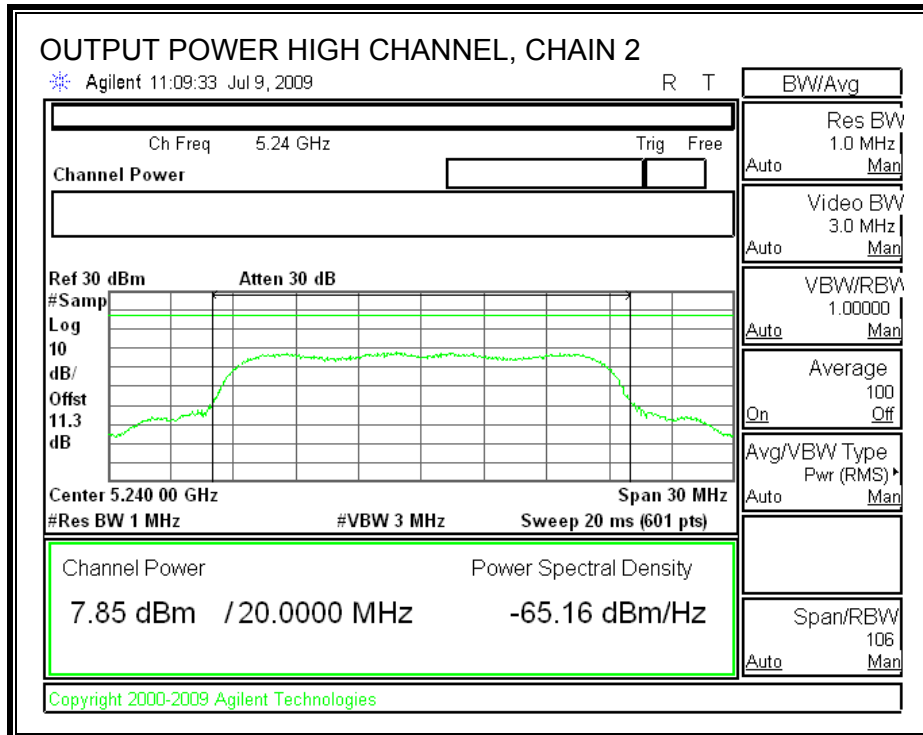 OUTPUT POWER HIGH CHANNEL, CHAIN 2
Agilent 11:09:33 Jul 9, 2009 R T
BW/Avg
Ch Freq 5.24 GHz Trig Free
Channel Power
Res BW
1.0 MHz
Auto Man
Video BW
3.0 MHz
Auto Man
Ref 30 dBm Atten 30 dB
#Samp
Log
10
dB/
Offst
11.3
dB
VBW/RBW
1.00000
Auto Man
Average
100
On Off
Avg/VBW Type
Pwr (RMS)
Auto Man
Center 5.240 00 GHz Span 30 MHz
#Res BW 1 MHz #VBW 3 MHz Sweep 20 ms (601 pts)
Channel Power Power Spectral Density
7.85 dBm / 20.0000 MHz -65.16 dBm/Hz
Span/RBW
106
Auto Man
Copyright 2000-2009 Agilent Technologies